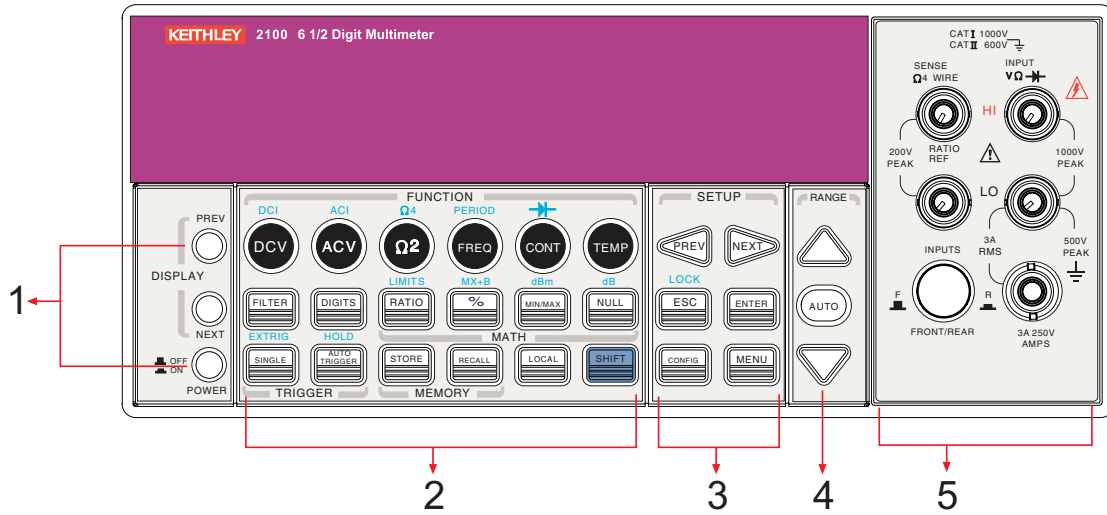 KEITHLEY 2100 6 1/2 Digit Multimeter
CAT I 1000V
CAT II 600V
SENSE
Ω4 WIRE
INPUT
VΩ
HI
RATIO
REF
200V
PEAK
1000V
PEAK
LO
INPUTS
3A
RMS
500V
PEAK
F
R
FRONT/REAR
3A 250V
AMPS
PREV
DISPLAY
NEXT
OFF
ON
POWER
FUNCTION
DCI ACI Ω4 PERIOD
DCV ACV Ω2 FREQ CONT TEMP
LIMITS MX+B dBm dB
FILTER DIGITS RATIO % MIN/MAX NULL
EXTRIG HOLD MATH
SINGLE AUTO TRIGGER STORE RECALL LOCAL SHIFT
TRIGGER MEMORY
SETUP
PREV NEXT
LOCK
ESC ENTER
CONFIG MENU
RANGE
AUTO
1
2
3
4
5